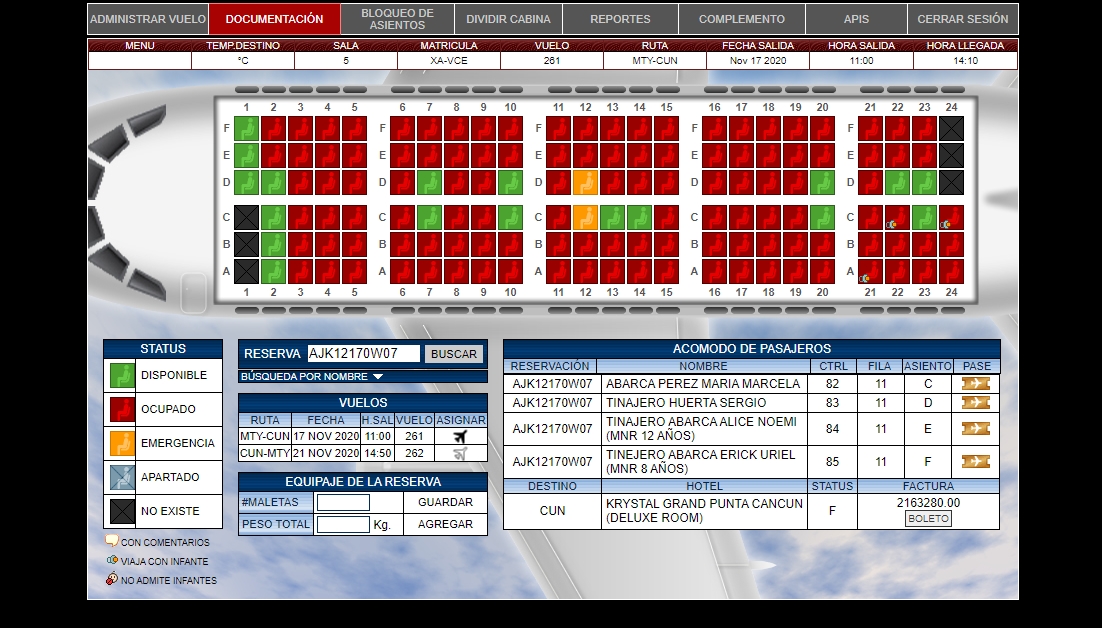 ADMINISTRAR VUELO DOCUMENTACIÓN BLOQUEO DE ASIENTOS DIVIDIR CABINA REPORTES COMPLEMENTO APIS CERRAR SESIÓN
MENU TEMP.DESTINO SALA MATRICULA VUELO RUTA FECHA SALIDA HORA SALIDA HORA LLEGADA
°C 5 XA-VCE 261 MTY-CUN Nov 17 2020 11:00 14:10
1 2 3 4 5 6 7 8 9 10 11 12 13 14 15 16 17 18 19 20 21 22 23 24
F F F F F
E E E E E
D D D D D
C C C C C
B B B B B
A A A A A
1 2 3 4 5 6 7 8 9 10 11 12 13 14 15 16 17 18 19 20 21 22 23 24
STATUS
DISPONIBLE
OCUPADO
EMERGENCIA
APARTADO
NO EXISTE
CON COMENTARIOS
VIAJA CON INFANTE
NO ADMITE INFANTES
RESERVA AJK12170W07 BUSCAR
BÚSQUEDA POR NOMBRE
VUELOS
RUTA FECHA H.SAL VUELO ASIGNAR
MTY-CUN 17 NOV 2020 11:00 261
CUN-MTY 21 NOV 2020 14:50 262
EQUIPAJE DE LA RESERVA
#MALETAS GUARDAR
PESO TOTAL Kg. AGREGAR
ACOMODO DE PASAJEROS
RESERVACIÓN NOMBRE CTRL FILA ASIENTO PASE
AJK12170W07 ABARCA PEREZ MARIA MARCELA 82 11 C
AJK12170W07 TINAJERO HUERTA SERGIO 83 11 D
AJK12170W07 TINAJERO ABARCA ALICE NOEMI (MNR 12 AÑOS) 84 11 E
AJK12170W07 TINEJERO ABARCA ERICK URIEL (MNR 8 AÑOS) 85 11 F
DESTINO HOTEL STATUS FACTURA
CUN KRYSTAL GRAND PUNTA CANCUN (DELUXE ROOM) F 2163280.00
BOLETO